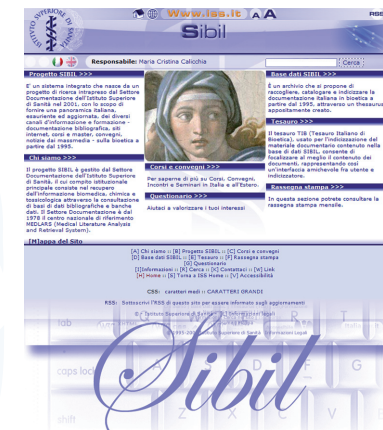 ISTITUTO SUPERIORE DI SANITÀ
www.iss.it
A A
RSS
Sibil
Responsabile: Maria Cristina Calicchia
Cerca
Progetto SIBIL >>>
E' un sistema integrato che nasce da un
progetto di ricerca intrapreso dal Settore
Documentazione dell'Istituto Superiore
di Sanità nel 2001, con lo scopo di
fornire una panoramica italiana,
esauriente ed aggiornata, dei diversi
canali d'informazione e formazione -
documentazione bibliografica, siti
internet, corsi e master, convegni,
notizie dai massmedia - sulla bioetica a
partire dal 1995.
Chi siamo >>>
Il progetto SIBIL è gestito dal Settore
Documentazione dell'Istituto Superiore
di Sanità, il cui compito istituzionale
principale consiste nel recupero
dell'informazione biomedica, chimica e
tossicologica attraverso la consultazione
di basi di dati bibliografiche e banche
dati. Il Settore Documentazione è dal
1978 il centro nazionale di riferimento
MEDLARS (Medical Literature Analysis
and Retrieval System).
Corsi e convegni >>>
Per saperne di più su Corsi, Convegni,
Incontri e Seminari in Italia e all'Estero.
Questionario >>>
Aiutaci a valorizzare i tuoi interessi
Base dati SIBIL >>>
È un archivio che si propone di
raccogliere, catalogare e indicizzare la
documentazione italiana in bioetica a
partire dal 1995, attraverso un thesaurus
appositamente creato.
Tesauro >>>
Il tesauro TIB (Tesauro Italiano di
Bioetica), usato per l'indicizzazione del
materiale documentario contenuto nella
base di dati SIBIL, consente di
focalizzare al meglio il contenuto dei
documenti, rappresentando così
un'interfaccia amichevole fra utente e
indicizzatore.
Rassegna stampa >>>
In questa sezione potrete consultare la
rassegna stampa mensile.
[M]appa del Sito
[A] Chi siamo :: [B] Progetto SIBIL :: [C] Corsi e convegni
[D] Base dati SIBIL :: [E] Tesauro :: [F] Rassegna stampa
[G] Questionario
[I]Informazioni :: [R] Cerca :: [K] Contattaci :: [W] Link
[H] Home :: [S] Torna a ISS Home :: [V] Accessibilità
CSS: caratteri medi :: CARATTERI GRANDI
RSS: Sottoscrivi l'RSS di questo sito per essere informato sugli aggiornamenti
© - Istituto Superiore di Sanità - Informazioni legali
tab Q W R T
caps lock A D F G
shift Z X C V
Sibil